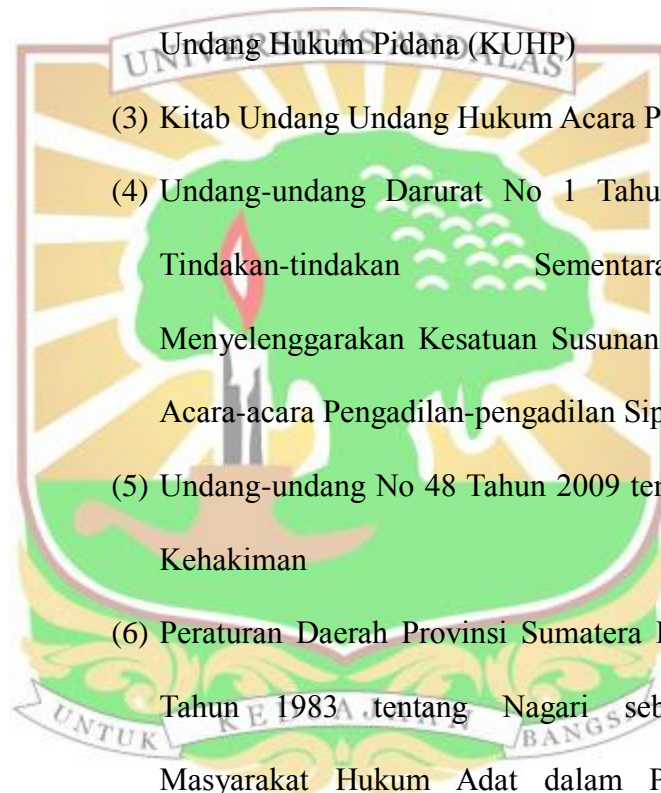 UNIVERSITAS ANDALAS
Undang Hukum Pidana (KUHP)
(3) Kitab Undang Undang Hukum Acara P
(4) Undang-undang Darurat No 1 Tahu
Tindakan-tindakan Sementara
Menyelenggarakan Kesatuan Susunan
Acara-acara Pengadilan-pengadilan Sip
(5) Undang-undang No 48 Tahun 2009 ten
Kehakiman
(6) Peraturan Daerah Provinsi Sumatera
Tahun 1983 tentang Nagari seb
UNTUK KEDJAJAAN BANGSA
Masyarakat Hukum Adat dalam P